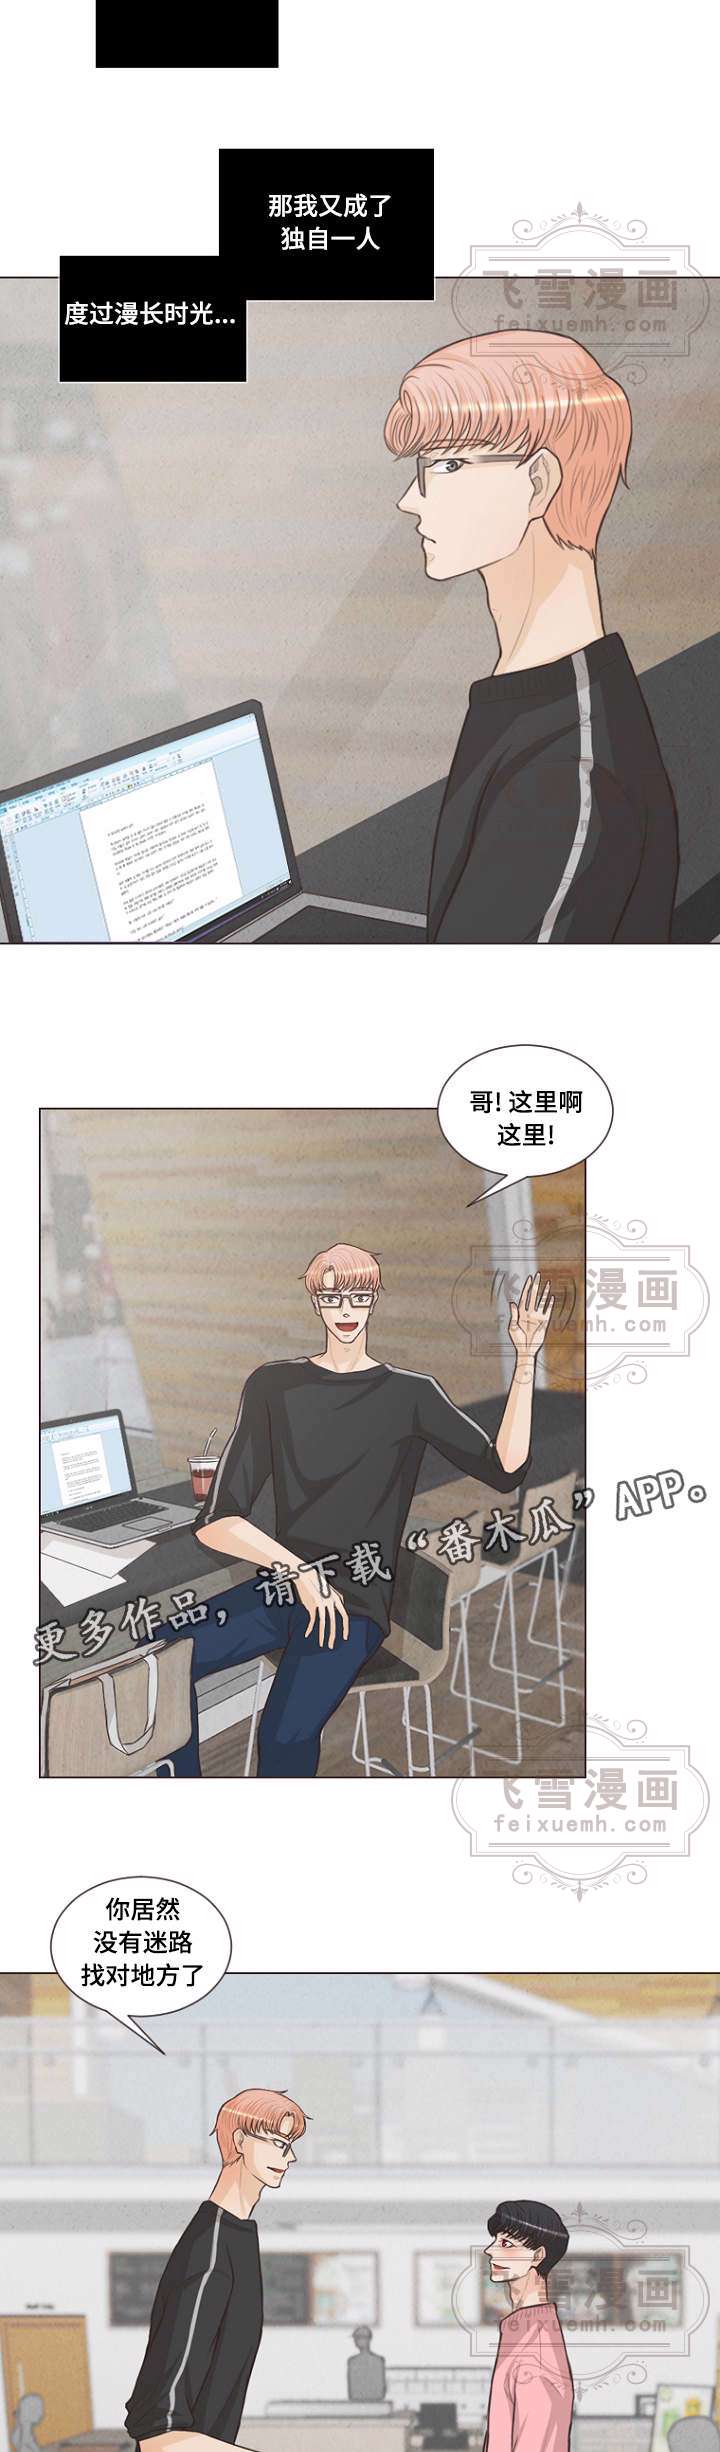 那我又成了
独自一人
度过漫长时光...
飞雪漫画
feixuemh.com
哥! 这里啊
这里!
飞雪漫画
feixuemh.com
更多作品，请下载“番木瓜”APP。
飞雪漫画
feixuemh.com
你居然
没有迷路
找对地方了
飞雪漫画
feixuemh.com